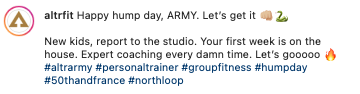 altrfit Happy hump day, ARMY. Let's get it 👊🏼 🐍
New kids, report to the studio. Your first week is on the
house. Expert coaching every damn time. Let's gooooo 🔥
#altrarmy #personaltrainer #groupfitness #humpday
#50thandfrance #northloop